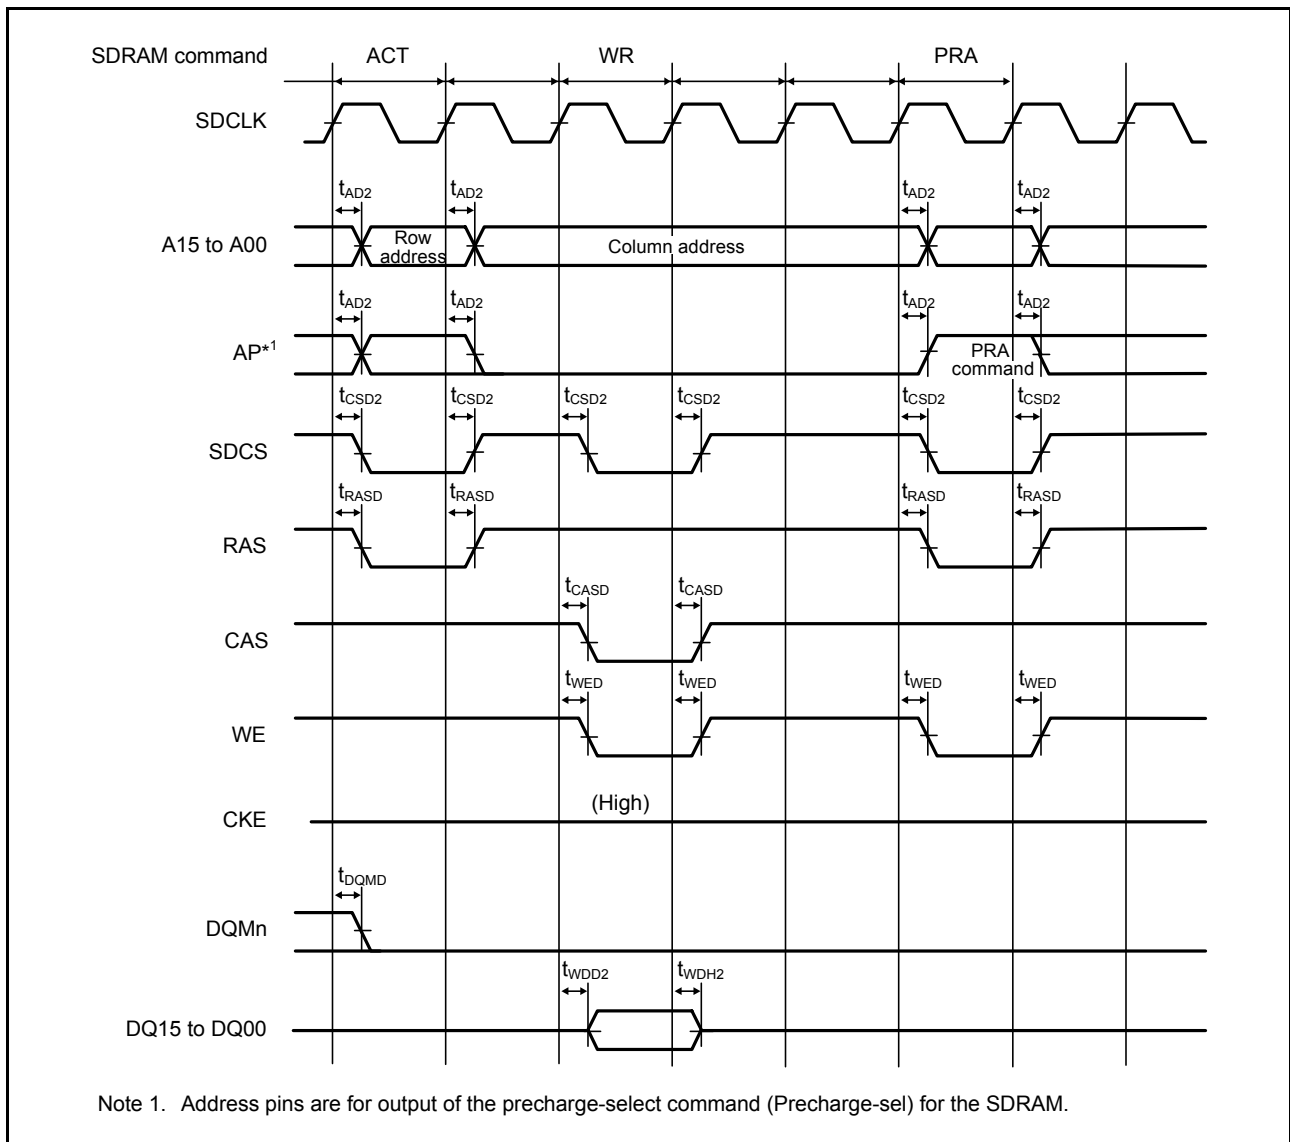 SDRAM command ACT WR PRA
SDCLK
tAD2 tAD2 tAD2 tAD2
A15 to A00 Row address Column address
tAD2 tAD2 tAD2 tAD2
AP*1 PRA command
tCSD2 tCSD2 tCSD2 tCSD2 tCSD2 tCSD2
SDCS
tRASD tRASD tRASD tRASD
RAS
tCASD tCASD
CAS
tWED tWED tWED tWED
WE
(High)
CKE
tDQMD
DQMn
tWDD2 tWDH2
DQ15 to DQ00
Note 1. Address pins are for output of the precharge-select command (Precharge-sel) for the SDRAM.